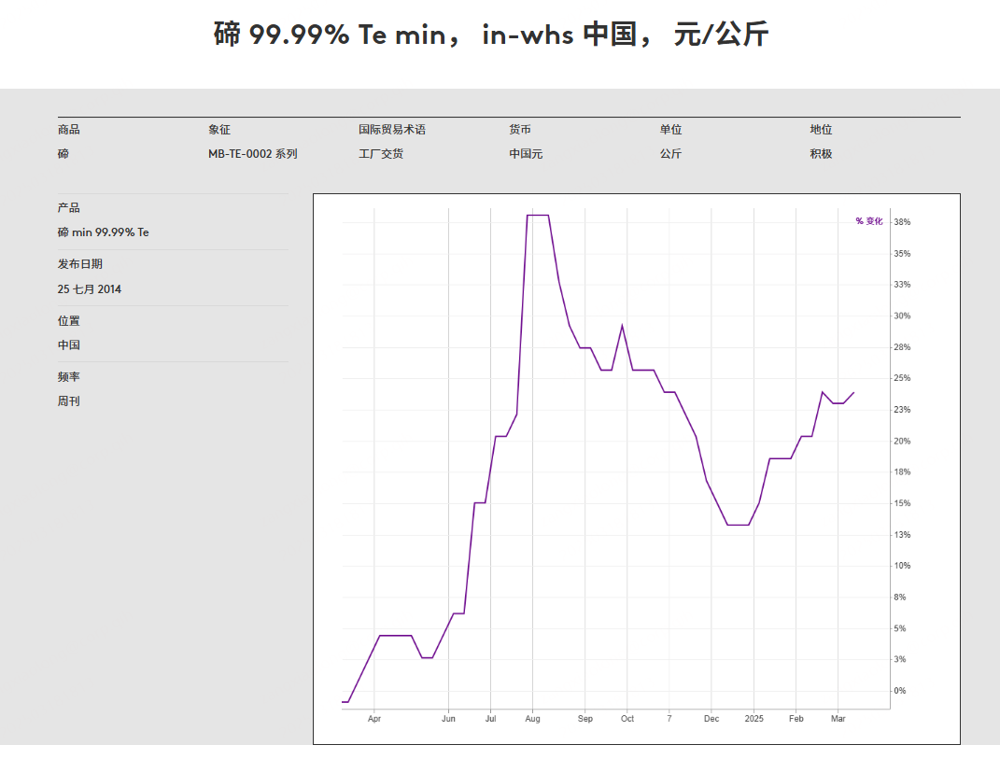 碲 99.99% Te min， in-whs 中国， 元/公斤
商品 象征 国际贸易术语 货币 单位 地位
碲 MB-TE-0002 系列 工厂交货 中国元 公斤 积极
产品
碲 min 99.99% Te
发布日期
25 七月 2014
位置
中国
频率
周刊
% 变化
38%
35%
33%
30%
28%
25%
23%
20%
18%
15%
13%
10%
8%
5%
3%
0%
Apr Jun Jul Aug Sep Oct 7 Dec 2025 Feb Mar